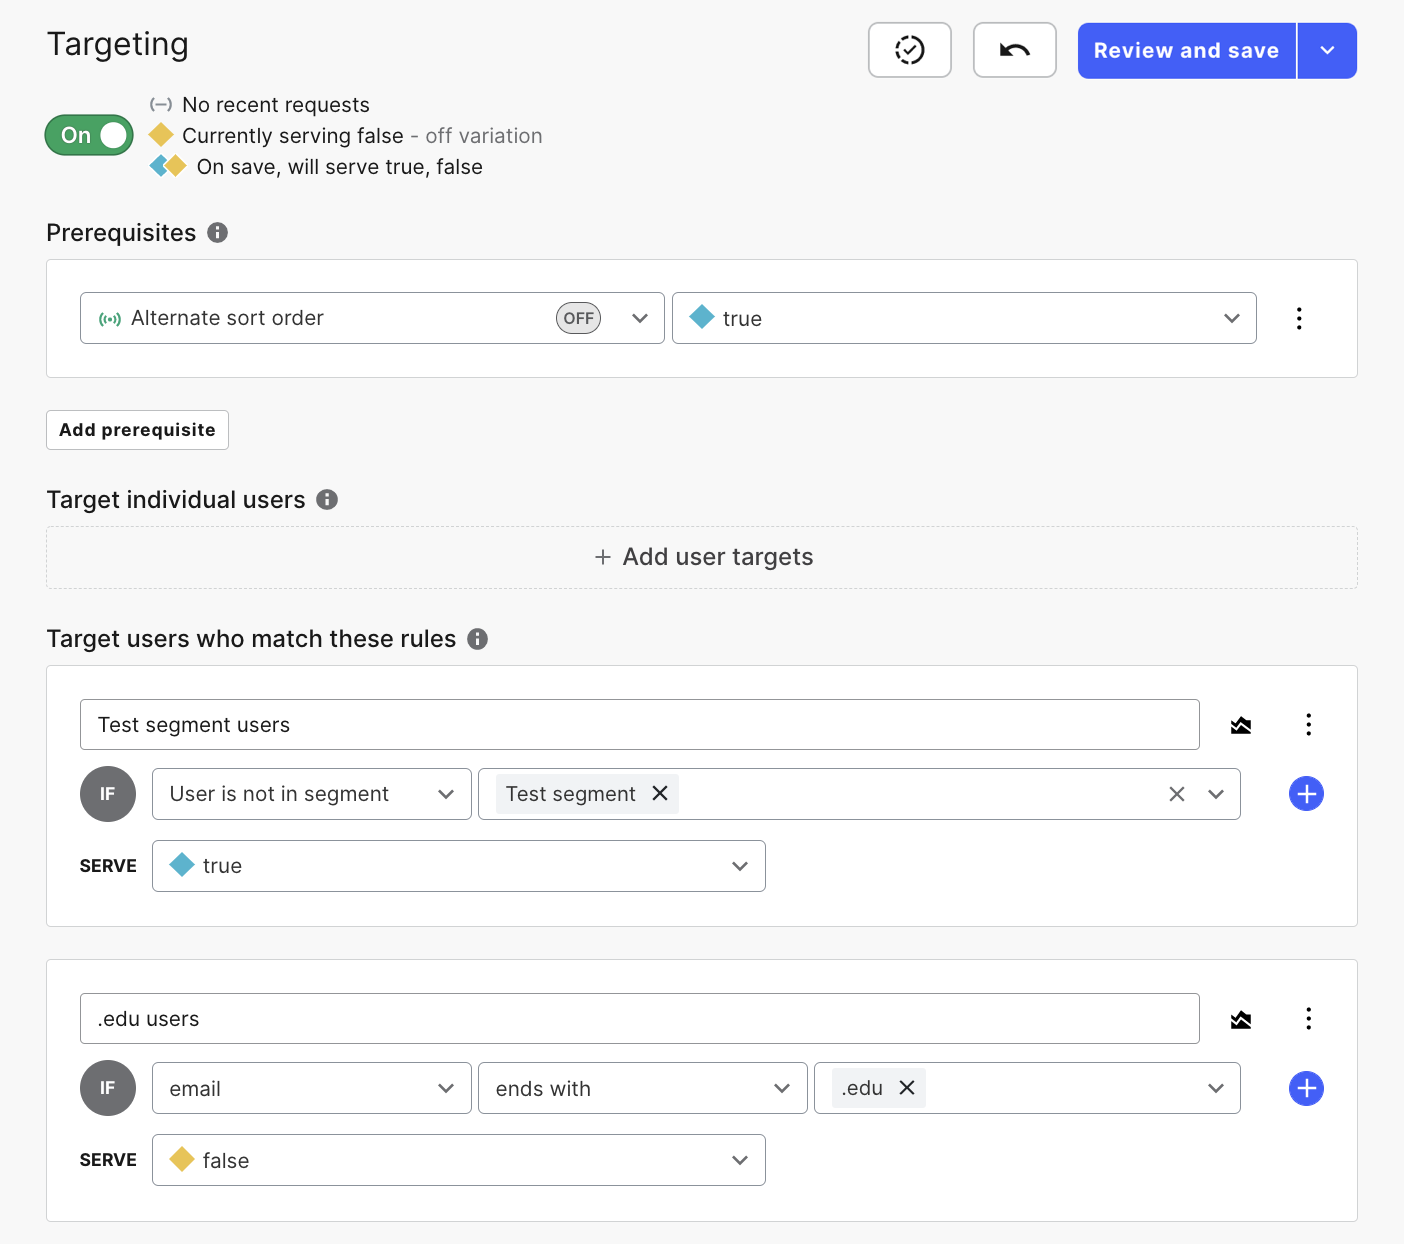 Targeting
Review and save
On
No recent requests
Currently serving false - off variation
On save, will serve true, false
Prerequisites
Alternate sort order OFF true
Add prerequisite
Target individual users
+ Add user targets
Target users who match these rules
Test segment users
IF User is not in segment Test segment
SERVE true
.edu users
IF email ends with .edu
SERVE false